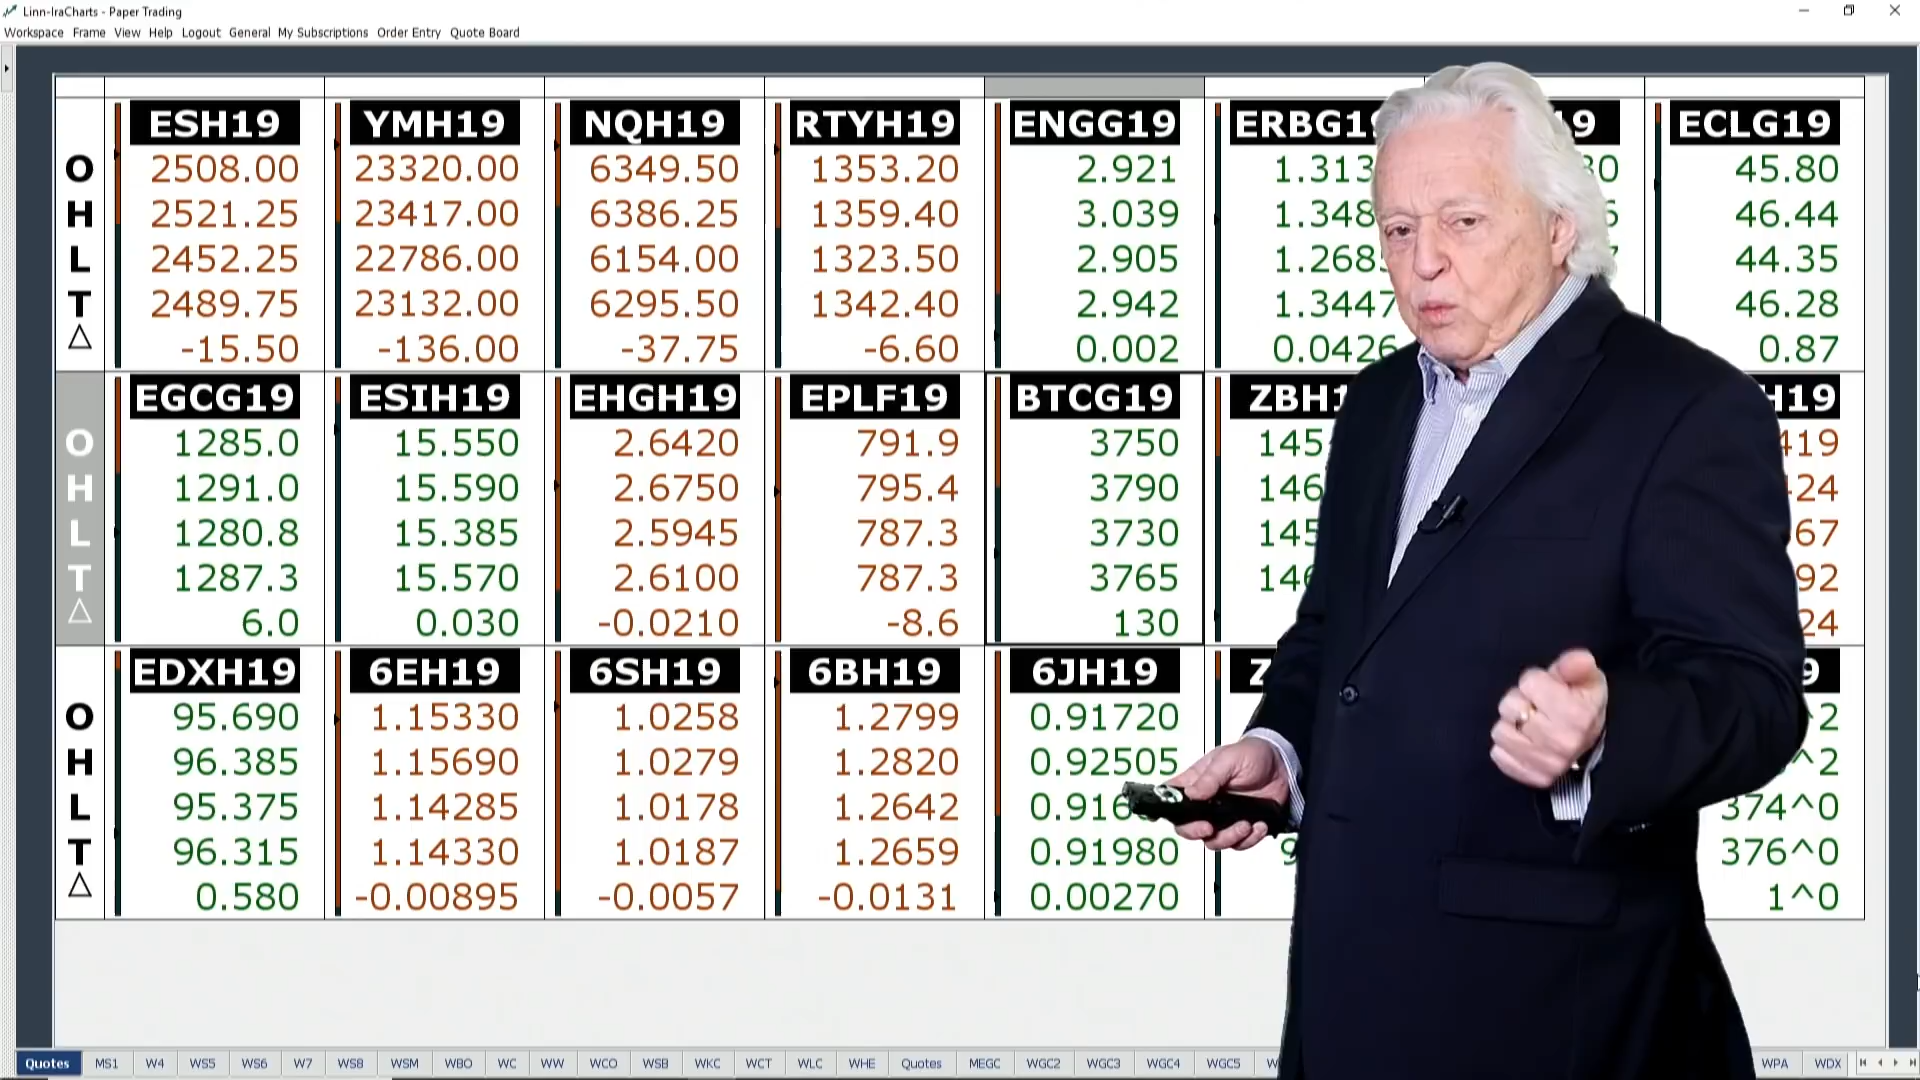 Linn-IraCharts - Paper Trading
Workspace Frame View Help Logout General My Subscriptions Order Entry Quote Board
ESH19 YMH19 NQH19 RTYH19 ENGG19 ECLG19
O 2508.00 23320.00 6349.50 1353.20 2.921 45.80
H 2521.25 23417.00 6386.25 1359.40 3.039 46.44
L 2452.25 22786.00 6154.00 1323.50 2.905 44.35
T 2489.75 23132.00 6295.50 1342.40 2.942 1.3447 46.28
△ -15.50 -136.00 -37.75 -6.60 0.002 0.0426 0.87
EGCG19 ESIH19 EHGH19 EPLF19 BTCG19
O 1285.0 15.550 2.6420 791.9 3750
H 1291.0 15.590 2.6750 795.4 3790
L 1280.8 15.385 2.5945 787.3 3730
T 1287.3 15.570 2.6100 787.3 3765
△ 6.0 0.030 -0.0210 -8.6 130
EDXH19 6EH19 6SH19 6BH19 6JH19
O 95.690 1.15330 1.0258 1.2799 0.91720
H 96.385 1.15690 1.0279 1.2820 0.92505
L 95.375 1.14285 1.0178 1.2642 374^0
T 96.315 1.14330 1.0187 1.2659 0.91980 376^0
△ 0.580 -0.00895 -0.0057 -0.0131 0.00270 1^0
Quotes MS1 W4 WS5 WS6 W7 WS8 WSM WBO WC WW WCO WSB WKC WCT WLC WHE Quotes MEGC WGC2 WGC3 WGC4 WGC5 WPA WDX